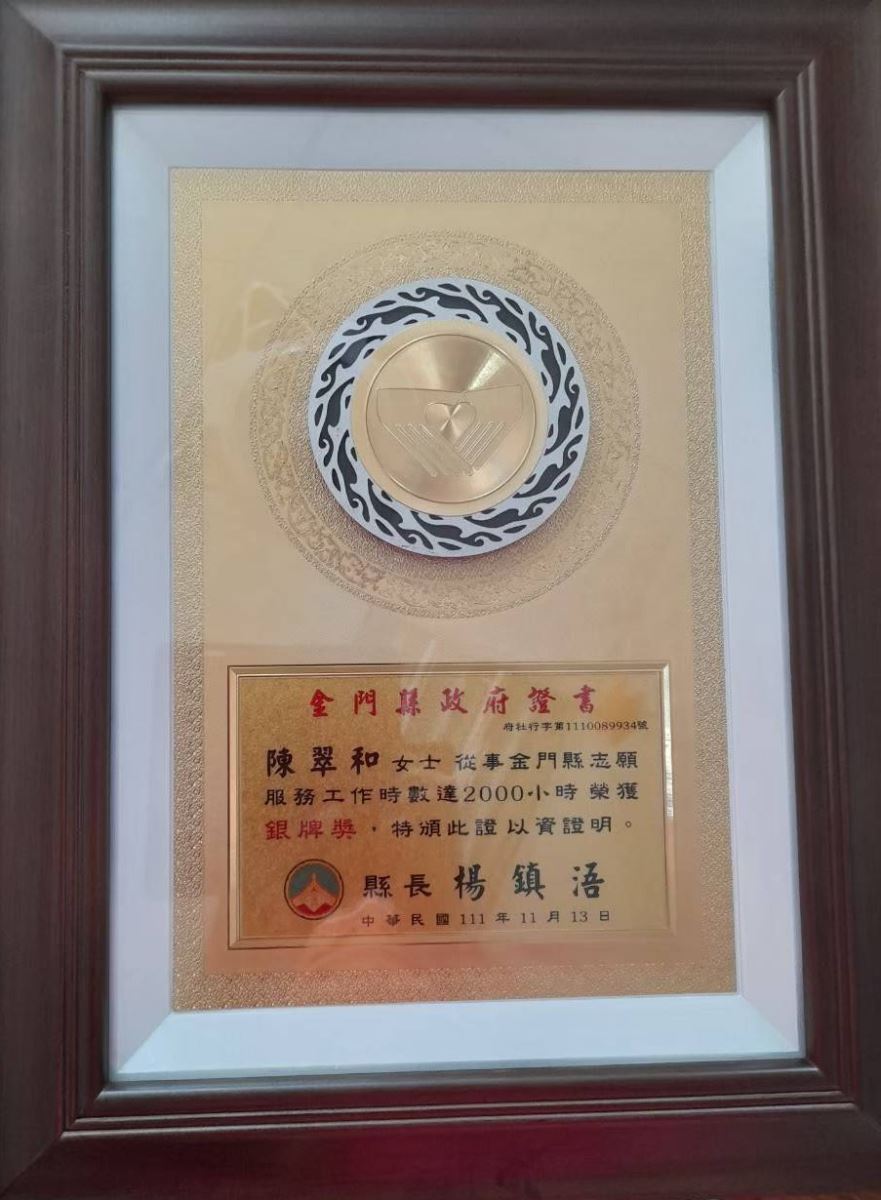 金門縣政府證書
府社行字第1110089934號
陳翠和女士 從事金門縣志願
服務工作時數達2000小時 榮獲
銀牌獎，特頒此證以資證明。
縣長 楊鎮浯
中華民國 111 年 11 月 13 日